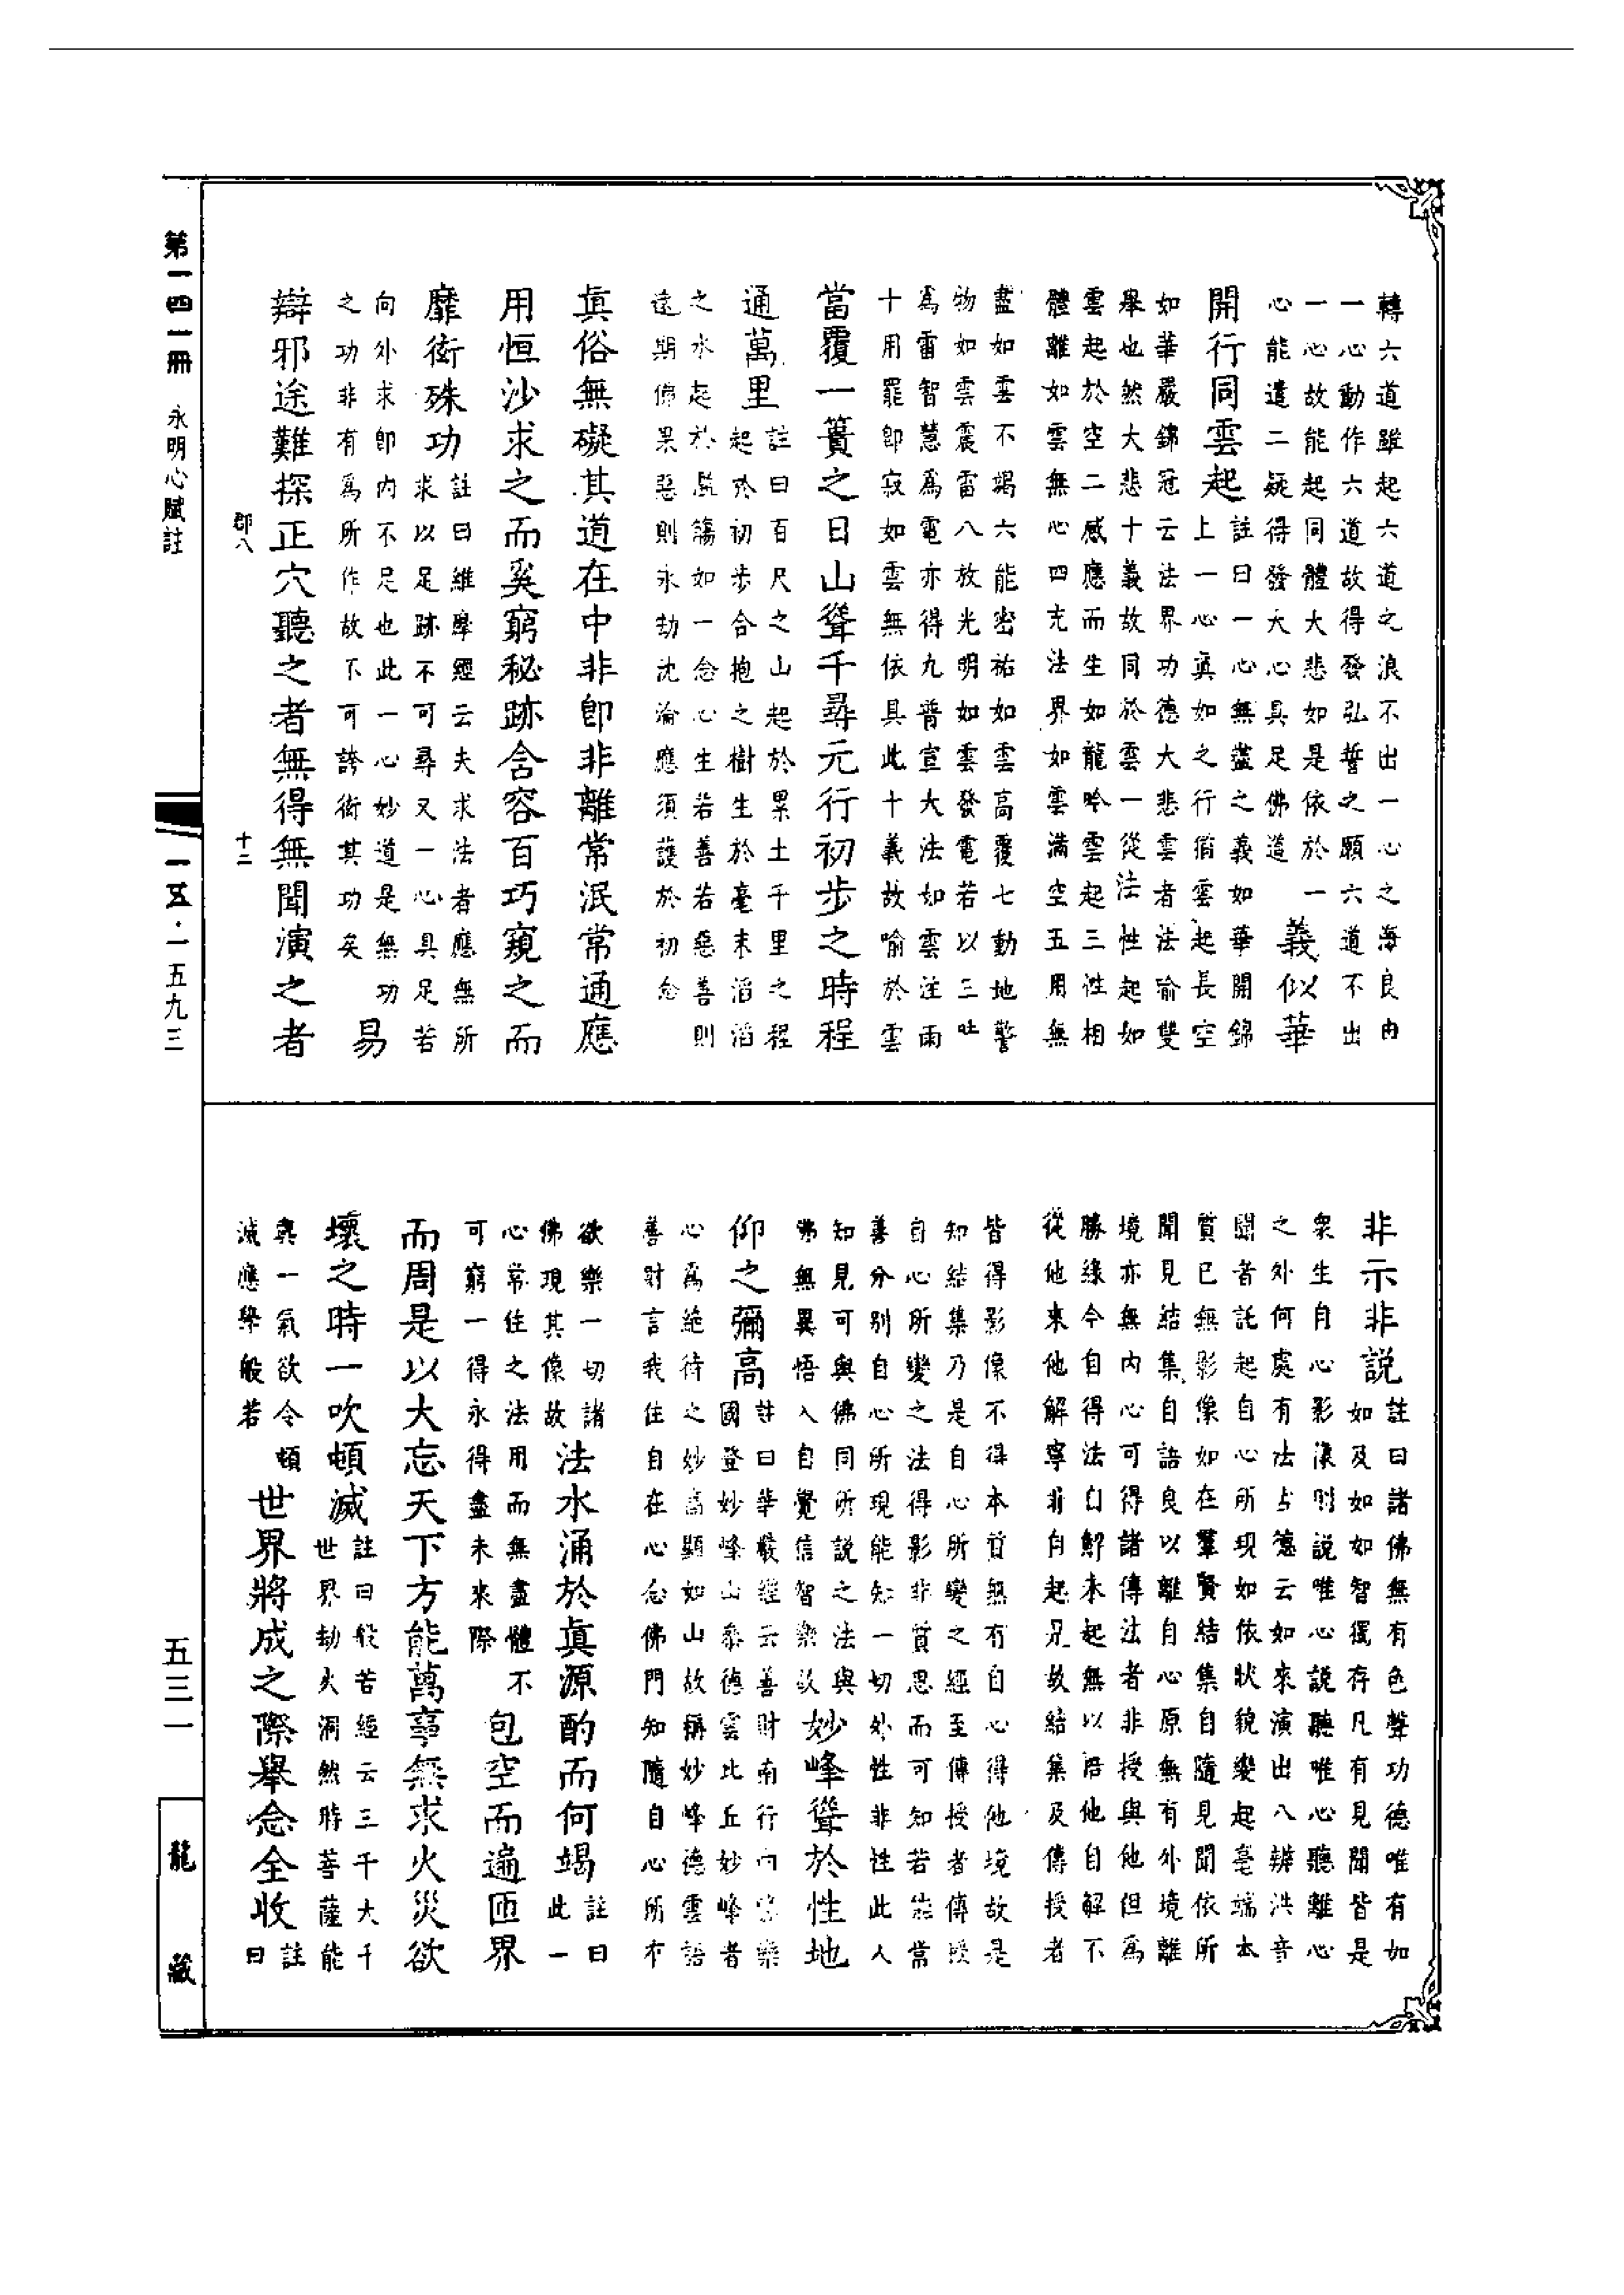 轉六道雖起六道之浪不出一心之海良由
一心動作六道故得發弘誓之願六道不出
一心故能起同體大悲如是依於一
心能遣二疑得發大心具足佛道
義似華
開行同雲起
註曰一心無盡之義如華開錦
上一心真如之行猶雲起長空
如華嚴錦冠云法界功德大悲雲者法喻雙
舉也然大悲十義故同於雲一從法性起如
雲起於空二感應而生如龍吟雲起三性相
體離如雲無心四充法界如雲滿空五用無
盡如雲不竭六能密祐如雲高覆七動地警
物如雲震雷八放光明如雲發電若以三吐
爲雷智慧爲電亦得九普宣大法如雲注雨
十用罷即寂如雲無依具此十義故喻於雲
當覆一簣之日山聳千尋元行初步之時程
通萬里
註曰百尺之山起於累土千里之程
起於初步合抱之樹生於毫末滔滔
之水起於濫觴如一念心生若善若惡善則
遠期佛果惡則永劫沈淪應須護於初念
真俗無礙其道在中非即非離常泯常通應
用恒沙求之而奚窮秘跡含容百巧窺之而
靡衒殊功
註曰維摩經云夫求法者應無所
求以足跡不可尋又一心具足若
向外求即內不足也此一心妙道是無功
之功非有爲所作故不可誇衒其功矣
易
辯邪途難探正穴聽之者無得無聞演之者
非示非説
註曰諸佛無有色聲功德唯有如
如及如如智獨存凡有見聞皆是
衆生自心影像則説唯心説聽唯心聽離心
之外何處有法古德云如來演出八辯洪音
聞者託起自心所現如依狀貌變起毫端本
質已無影像如在羣賢結集自隨見聞依所
聞見結集自語良以離自心原無有外境離
境亦無内心可得諸傳法者非授與他但爲
勝緣令自得法自解未起無以悟他自解不
從他來他解寧自自起是故結集及傳授者
皆得影像不得本質無有自心得他境故是
知結集乃是自心所變之經至傳授者傳授
自心所變之法得影非質思而可知若能常
善分別自心所現能知一切外性非性此人
知見可與佛同所說之法與
佛無異悟入自覺信智樂故
妙峰聳於性地
仰之彌高
註曰華嚴經云善財南行向勝樂
國登妙峰山參德雲比丘妙峰者
心爲絕待之妙高顯如山故稱妙峰德雲語
善財言我住自在心念佛門知隨自心所有
欲樂一切諸
佛現其像故
法水涌於真源酌而何竭
註曰
此一
心常住之法用而無盡體不
可窮一得永得盡未來際
包空而遍匝界
而周是以大忘天下方能萬事無求火災欲
壞之時一吹頓滅
註曰般若經云三千大千
世界劫火洞然時菩薩能
與一氣欲令頓
滅應學般若
世界將成之際舉念全收
註
曰
郡八
十二
第一四一冊
永明心賦註
一五·一五九三
五三一
龍藏